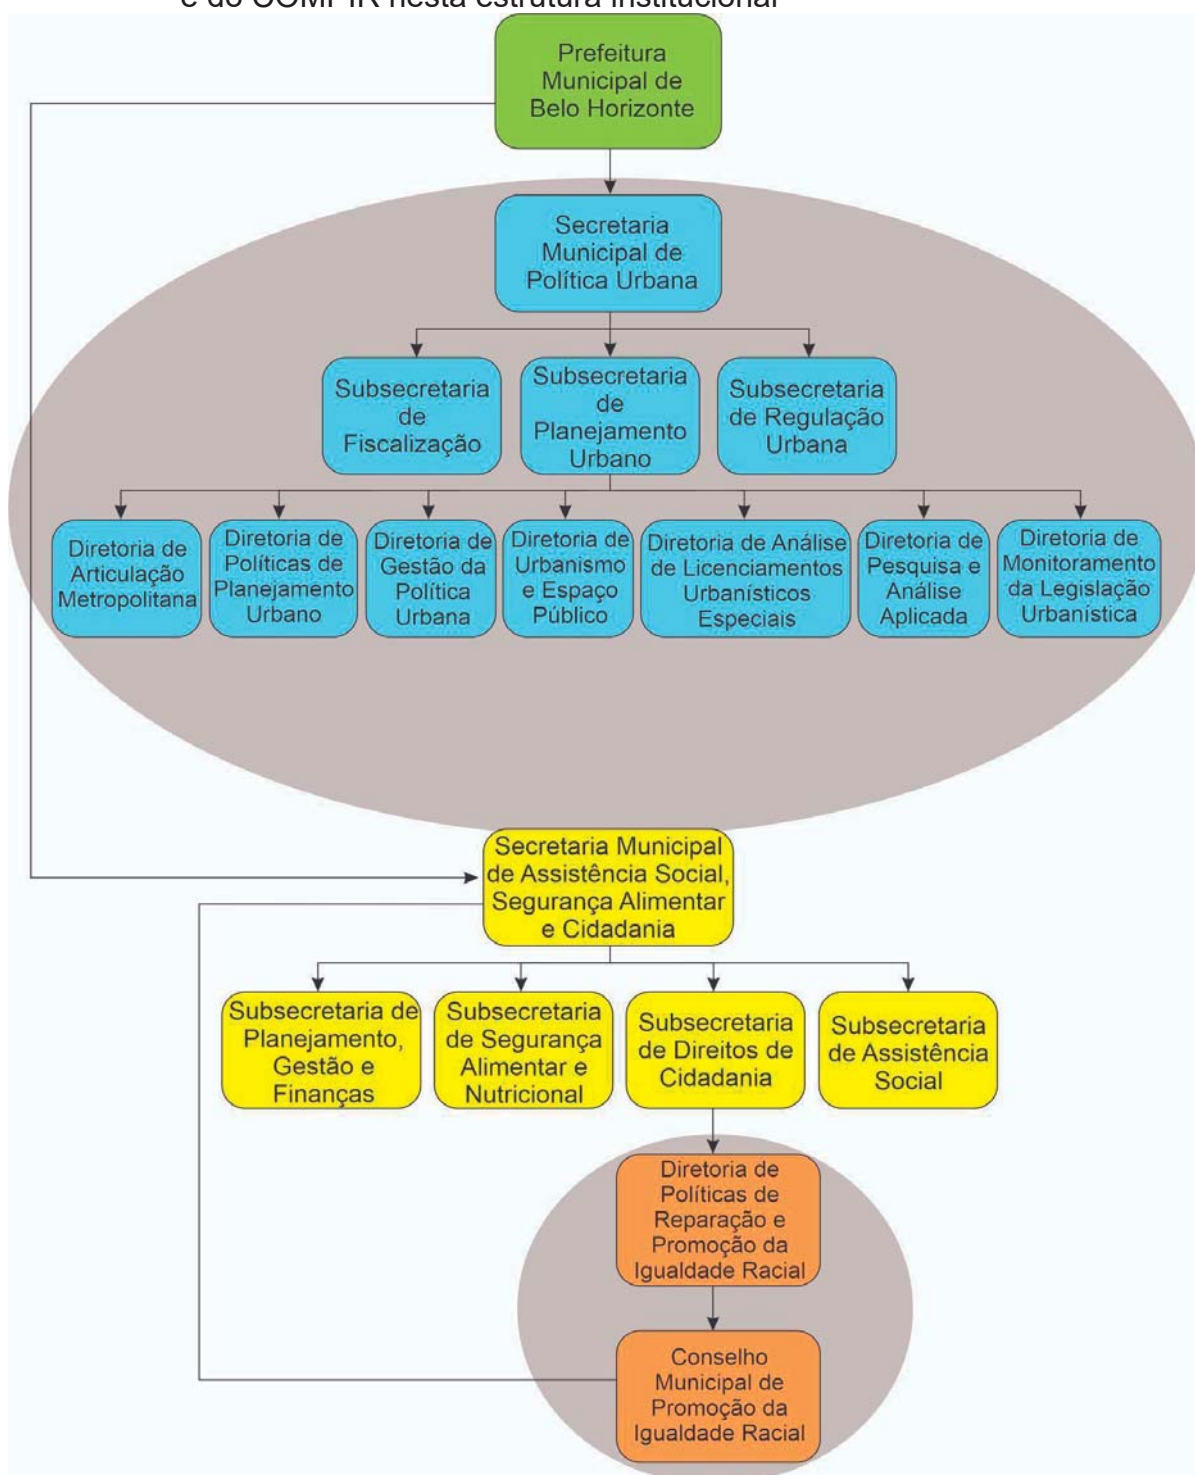 e do COMPIR nesta estrutura institucional
Prefeitura
Municipal de
Belo Horizonte
Secretaria
Municipal de
Política Urbana
Subsecretaria
de
Fiscalização
Subsecretaria
de
Planejamento
Urbano
Subsecretaria
de Regulação
Urbana
Diretoria de
Articulação
Metropolitana
Diretoria de
Políticas de
Planejamento
Urbano
Diretoria de
Gestão da
Política
Urbana
Diretoria de
Urbanismo
e Espaço
Público
Diretoria de Análise
de Licenciamentos
Urbanísticos
Especiais
Diretoria de
Pesquisa e
Análise
Aplicada
Diretoria de
Monitoramento
da Legislação
Urbanística
Secretaria Municipal
de Assistência Social,
Segurança Alimentar
e Cidadania
Subsecretaria de
Planejamento,
Gestão e
Finanças
Subsecretaria
de Segurança
Alimentar e
Nutricional
Subsecretaria
de Direitos de
Cidadania
Subsecretaria
de Assistência
Social
Diretoria de
Políticas de
Reparação e
Promoção da
Igualdade Racial
Conselho
Municipal de
Promoção da
Igualdade Racial